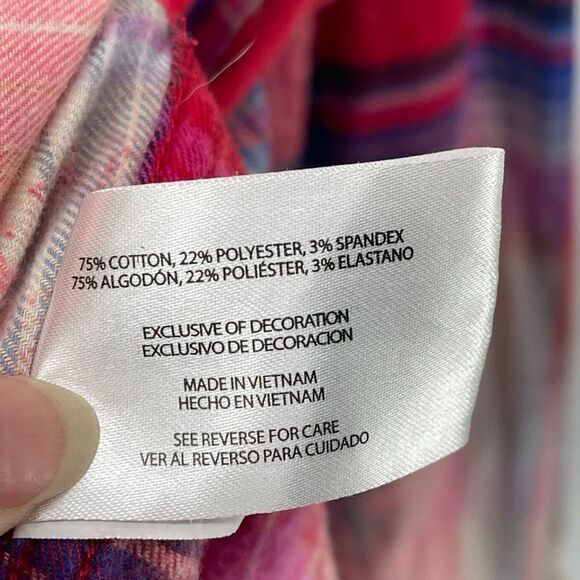 75% COTTON, 22% POLYESTER, 3% SPANDEX
75% ALGODÓN, 22% POLIÉSTER, 3% ELASTANO
EXCLUSIVE OF DECORATION
EXCLUSIVO DE DECORACION
MADE IN VIETNAM
HECHO EN VIETNAM
SEE REVERSE FOR CARE
VER AL REVERSO PARA CUIDADO